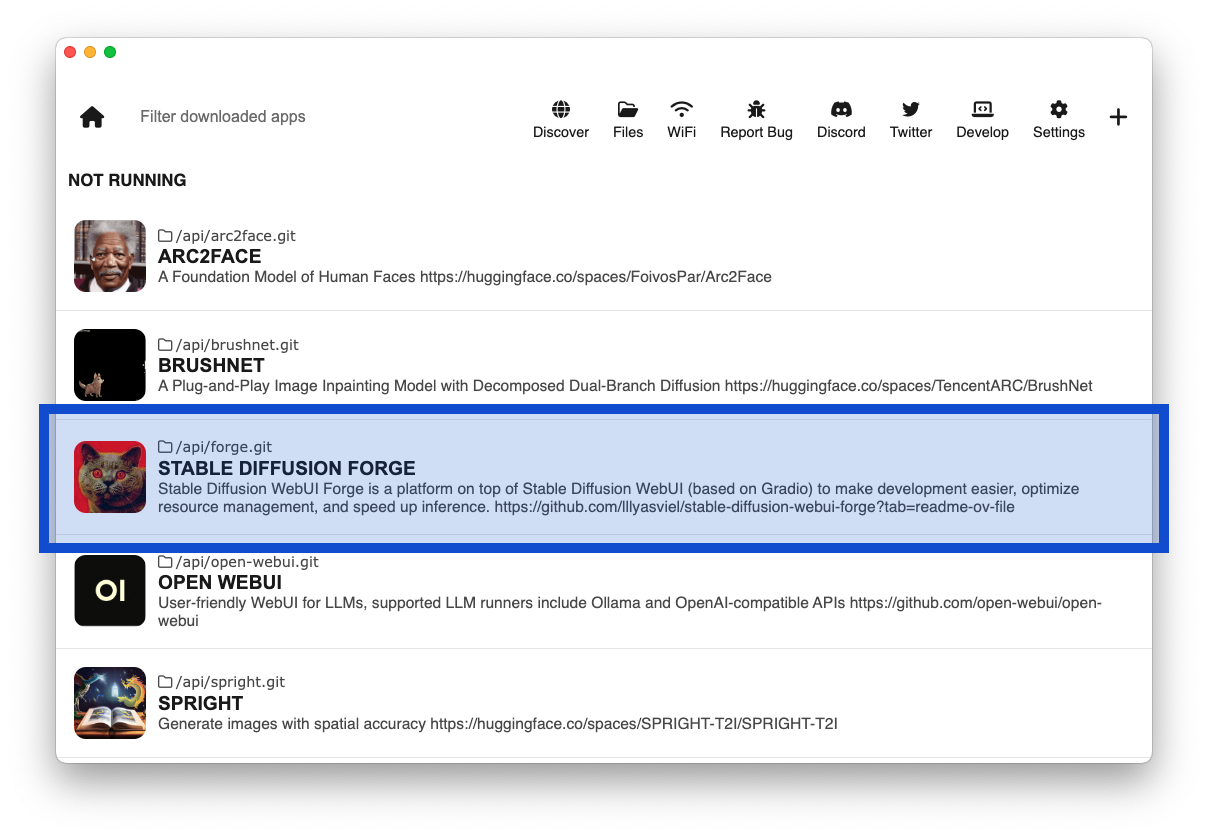 Filter downloaded apps
Discover
Files
WiFi
Report Bug
Discord
Twitter
Develop
Settings
NOT RUNNING
/api/arc2face.git
ARC2FACE
A Foundation Model of Human Faces https://huggingface.co/spaces/FoivosPar/Arc2Face
/api/brushnet.git
BRUSHNET
A Plug-and-Play Image Inpainting Model with Decomposed Dual-Branch Diffusion https://huggingface.co/spaces/TencentARC/BrushNet
/api/forge.git
STABLE DIFFUSION FORGE
Stable Diffusion WebUI Forge is a platform on top of Stable Diffusion WebUI (based on Gradio) to make development easier, optimize
resource management, and speed up inference. https://github.com/lllyasviel/stable-diffusion-webui-forge?tab=readme-ov-file
/api/open-webui.git
OI
OPEN WEBUI
User-friendly WebUI for LLMs, supported LLM runners include Ollama and OpenAI-compatible APIs https://github.com/open-webui/open-
webui
/api/spright.git
SPRIGHT
Generate images with spatial accuracy https://huggingface.co/spaces/SPRIGHT-T2I/SPRIGHT-T2I